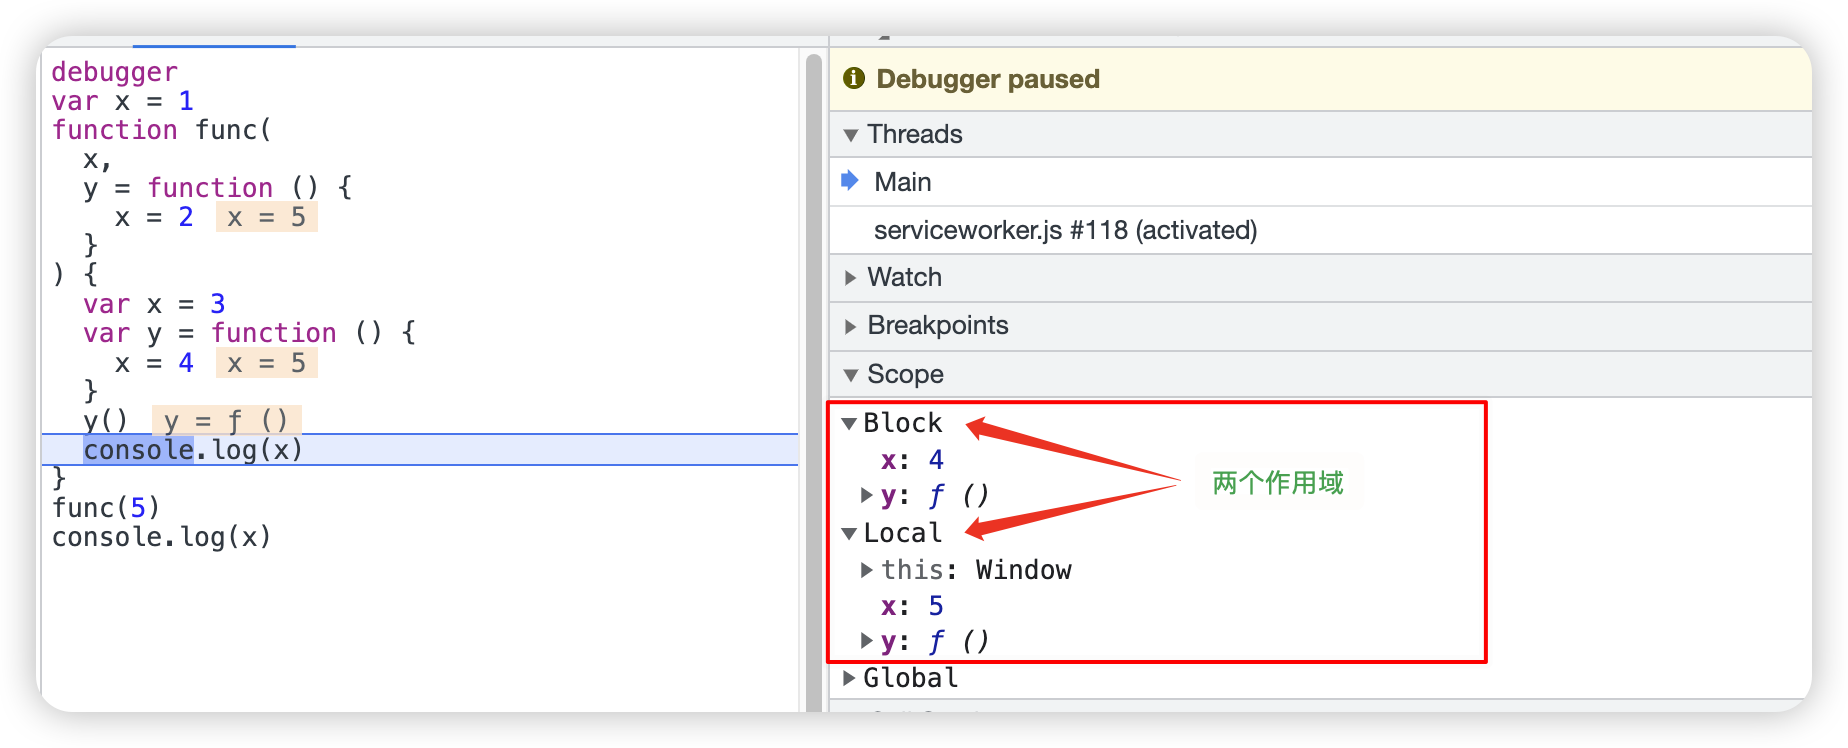 debugger
var x = 1
function func(
x,
y = function () {
x = 2 x = 5
}
) {
var x = 3
var y = function () {
x = 4 x = 5
}
y() y = ƒ ()
console.log(x)
}
func(5)
console.log(x)
Debugger paused
Threads
Main
serviceworker.js #118 (activated)
Watch
Breakpoints
Scope
Block
x: 4
y: ƒ ()
两个作用域
Local
this: Window
x: 5
y: ƒ ()
Global